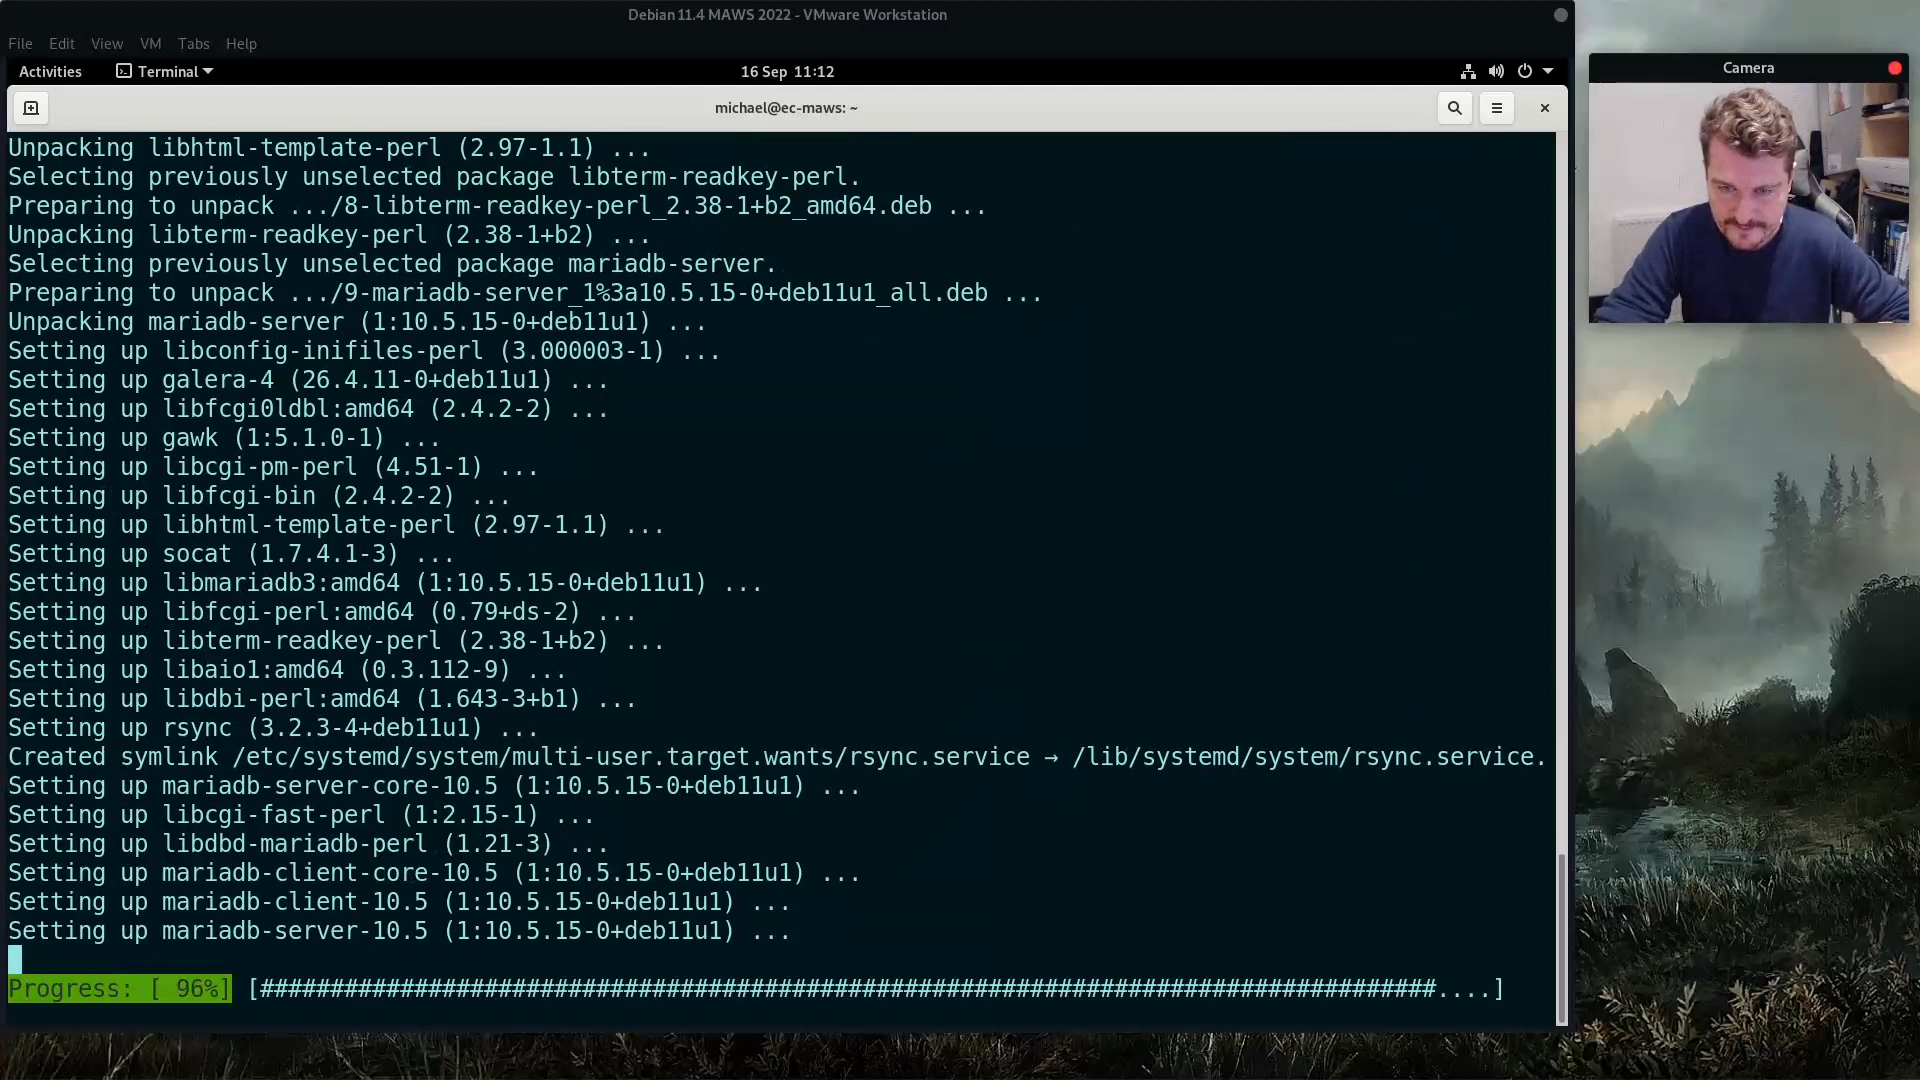 Debian 11.4 MAWS 2022 - VMware Workstation
File Edit View VM Tabs Help
Activities Terminal 16 Sep 11:12
Camera
michael@ec-maws: ~
Unpacking libhtml-template-perl (2.97-1.1) ...
Selecting previously unselected package libterm-readkey-perl.
Preparing to unpack .../8-libterm-readkey-perl_2.38-1+b2_amd64.deb ...
Unpacking libterm-readkey-perl (2.38-1+b2) ...
Selecting previously unselected package mariadb-server.
Preparing to unpack .../9-mariadb-server_1%3a10.5.15-0+deb11u1_all.deb ...
Unpacking mariadb-server (1:10.5.15-0+deb11u1) ...
Setting up libconfig-inifiles-perl (3.000003-1) ...
Setting up galera-4 (26.4.11-0+deb11u1) ...
Setting up libfcgi0ldbl:amd64 (2.4.2-2) ...
Setting up gawk (1:5.1.0-1) ...
Setting up libcgi-pm-perl (4.51-1) ...
Setting up libfcgi-bin (2.4.2-2) ...
Setting up libhtml-template-perl (2.97-1.1) ...
Setting up socat (1.7.4.1-3) ...
Setting up libmariadb3:amd64 (1:10.5.15-0+deb11u1) ...
Setting up libfcgi-perl:amd64 (0.79+ds-2) ...
Setting up libterm-readkey-perl (2.38-1+b2) ...
Setting up libaio1:amd64 (0.3.112-9) ...
Setting up libdbi-perl:amd64 (1.643-3+b1) ...
Setting up rsync (3.2.3-4+deb11u1) ...
Created symlink /etc/systemd/system/multi-user.target.wants/rsync.service → /lib/systemd/system/rsync.service.
Setting up mariadb-server-core-10.5 (1:10.5.15-0+deb11u1) ...
Setting up libcgi-fast-perl (1:2.15-1) ...
Setting up libdbd-mariadb-perl (1.21-3) ...
Setting up mariadb-client-core-10.5 (1:10.5.15-0+deb11u1) ...
Setting up mariadb-client-10.5 (1:10.5.15-0+deb11u1) ...
Setting up mariadb-server-10.5 (1:10.5.15-0+deb11u1) ...
Progress: [ 96%] [####################################################################################....]